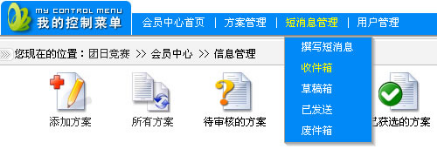 MY CONTROL MENU
我的控制菜单
会员中心首页 | 方案管理 | 短消息管理 | 用户管理
撰写短消息
您现在的位置：团日竞赛 >> 会员中心 >> 信息管理
收件箱
草稿箱
已发送
废件箱
添加方案 所有方案 待审核的方案 已获选的方案